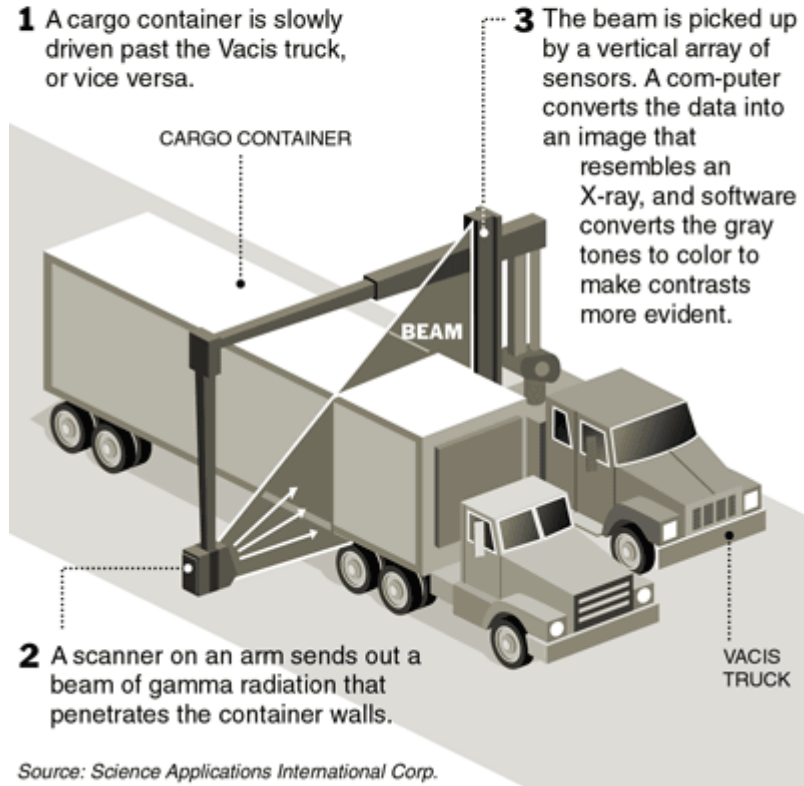 1 A cargo container is slowly
driven past the Vacis truck,
or vice versa.
3 The beam is picked up
by a vertical array of
sensors. A com-puter
converts the data into
an image that
resembles an
X-ray, and software
converts the gray
tones to color to
make contrasts
more evident.
CARGO CONTAINER
BEAM
2 A scanner on an arm sends out a
beam of gamma radiation that
penetrates the container walls.
VACIS
TRUCK
Source: Science Applications International Corp.